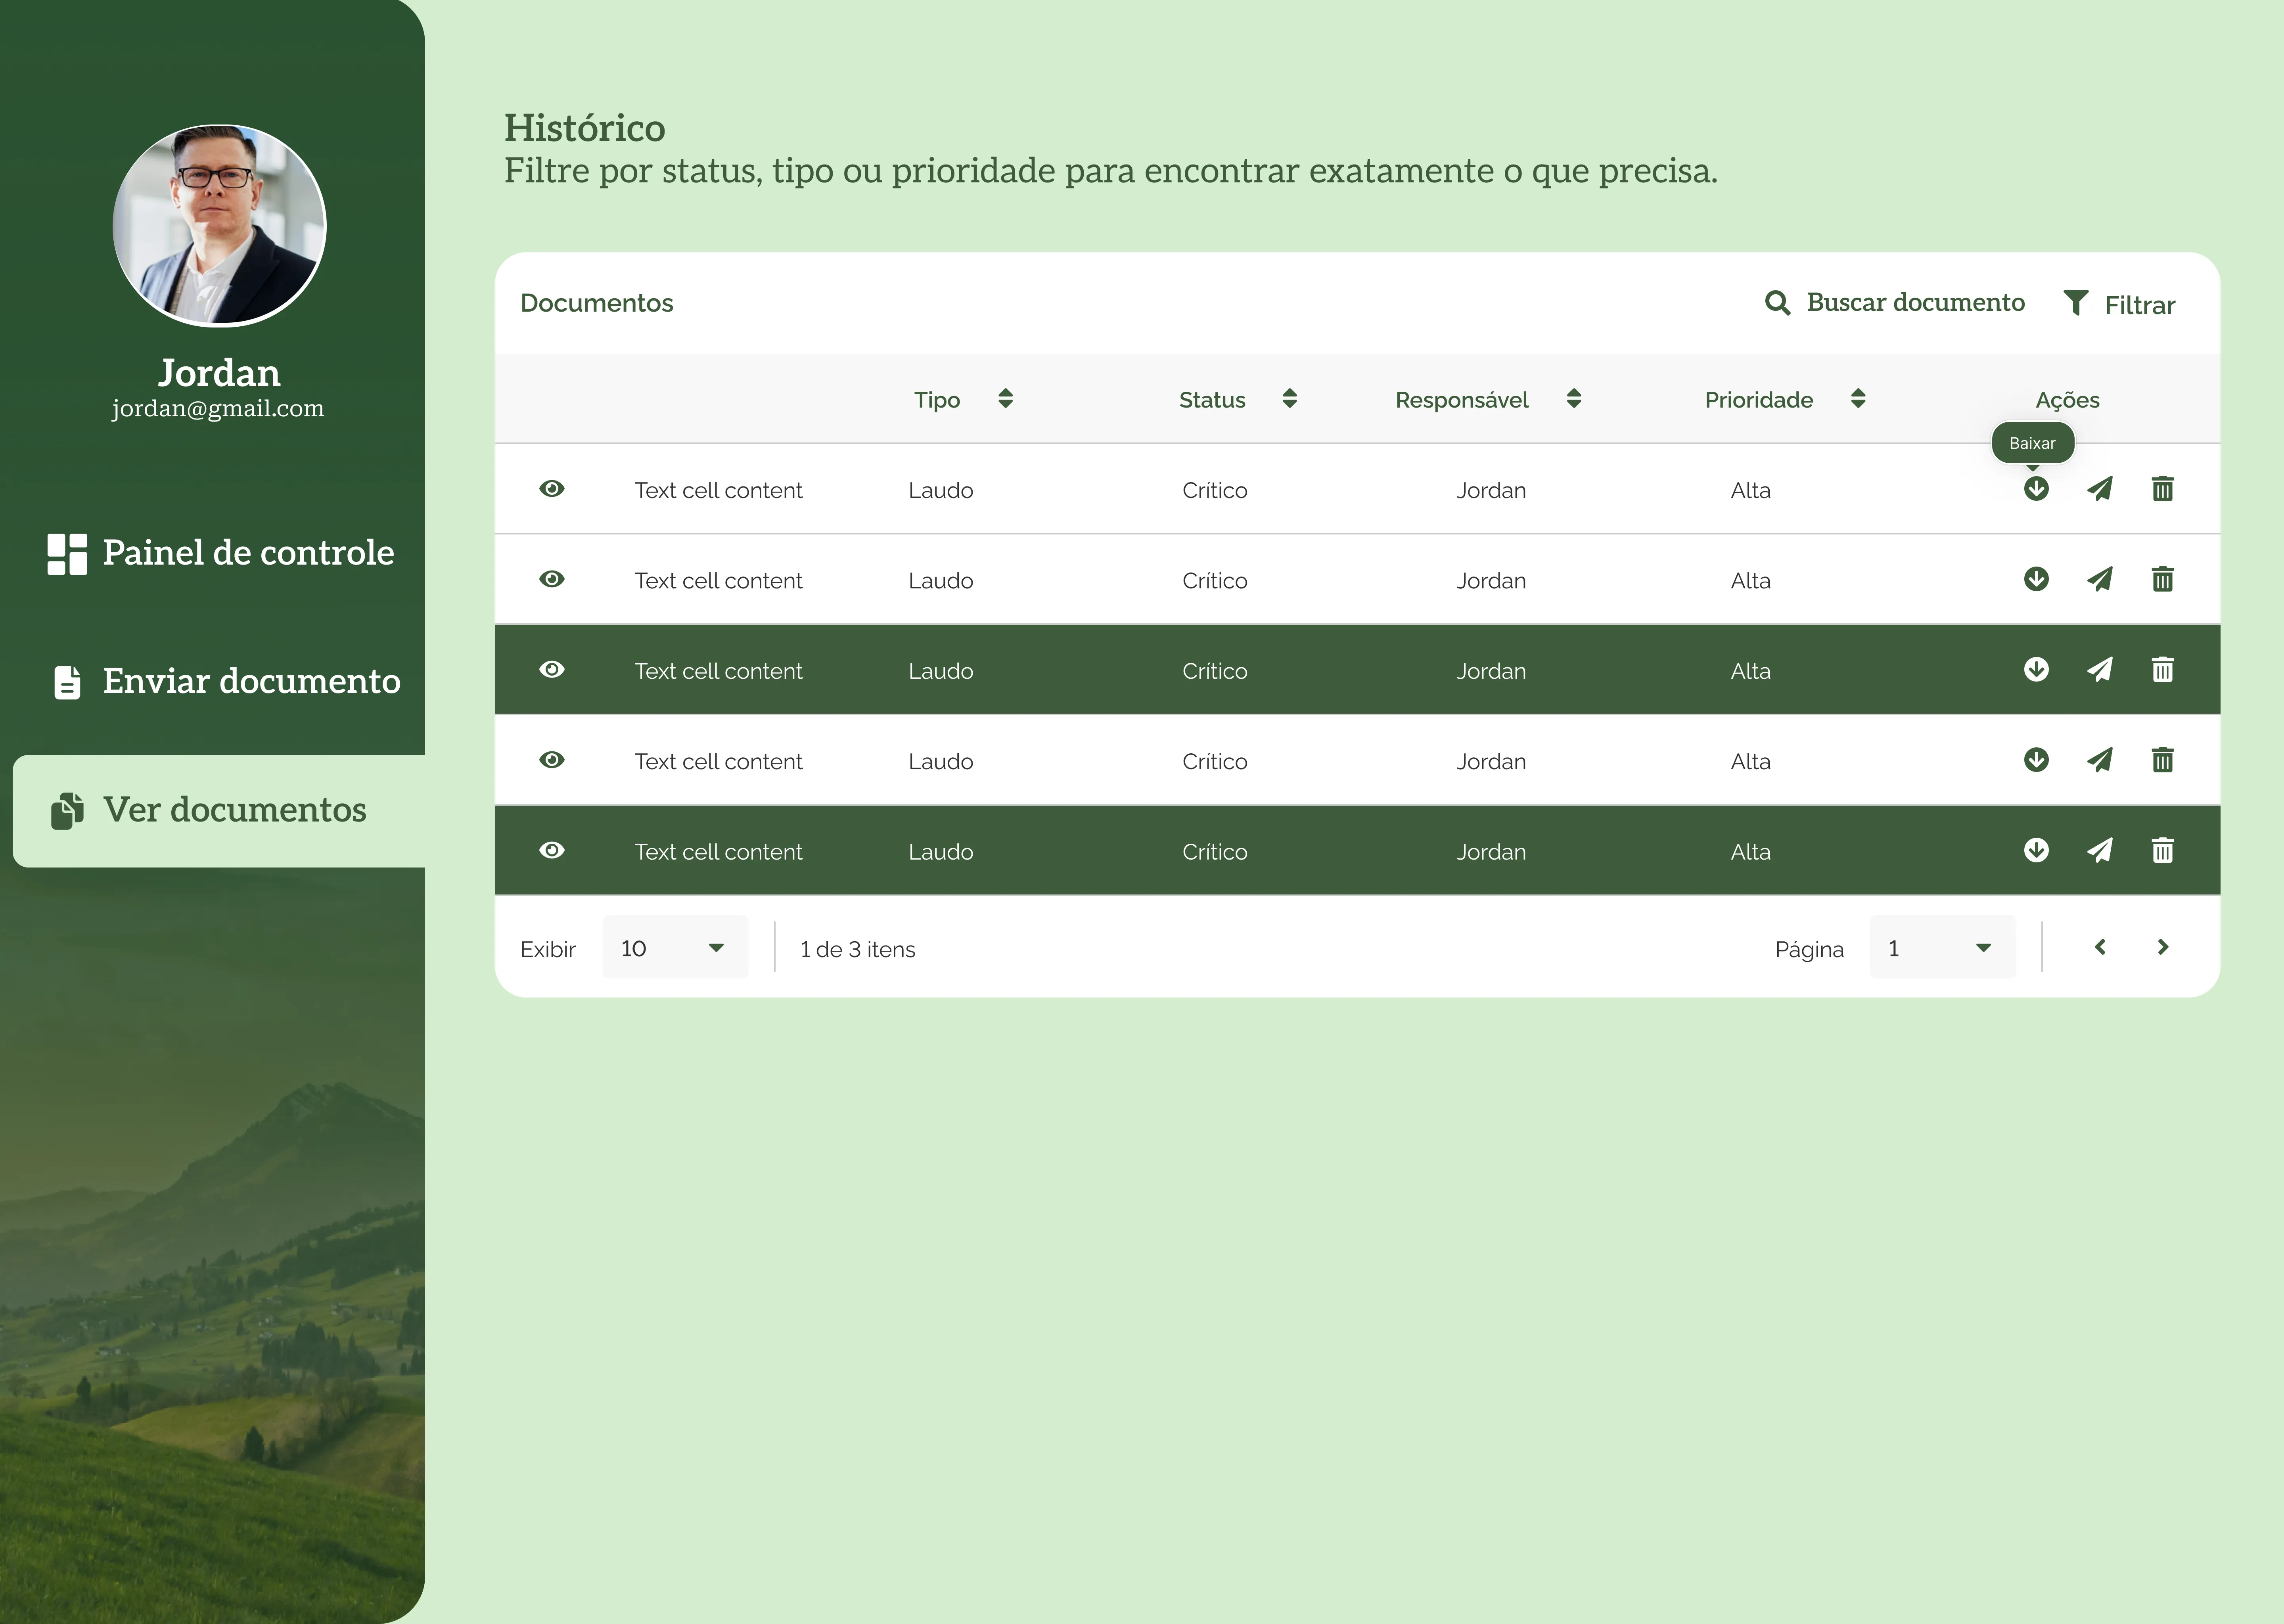 Jordan
jordan@gmail.com
Painel de controle
Enviar documento
Ver documentos
Histórico
Filtre por status, tipo ou prioridade para encontrar exatamente o que precisa.
Documentos Buscar documento Filtrar
Tipo Status Responsável Prioridade Ações
Baixar
Text cell content Laudo Crítico Jordan Alta
Text cell content Laudo Crítico Jordan Alta
Text cell content Laudo Crítico Jordan Alta
Text cell content Laudo Crítico Jordan Alta
Text cell content Laudo Crítico Jordan Alta
Exibir 10 1 de 3 itens Página 1